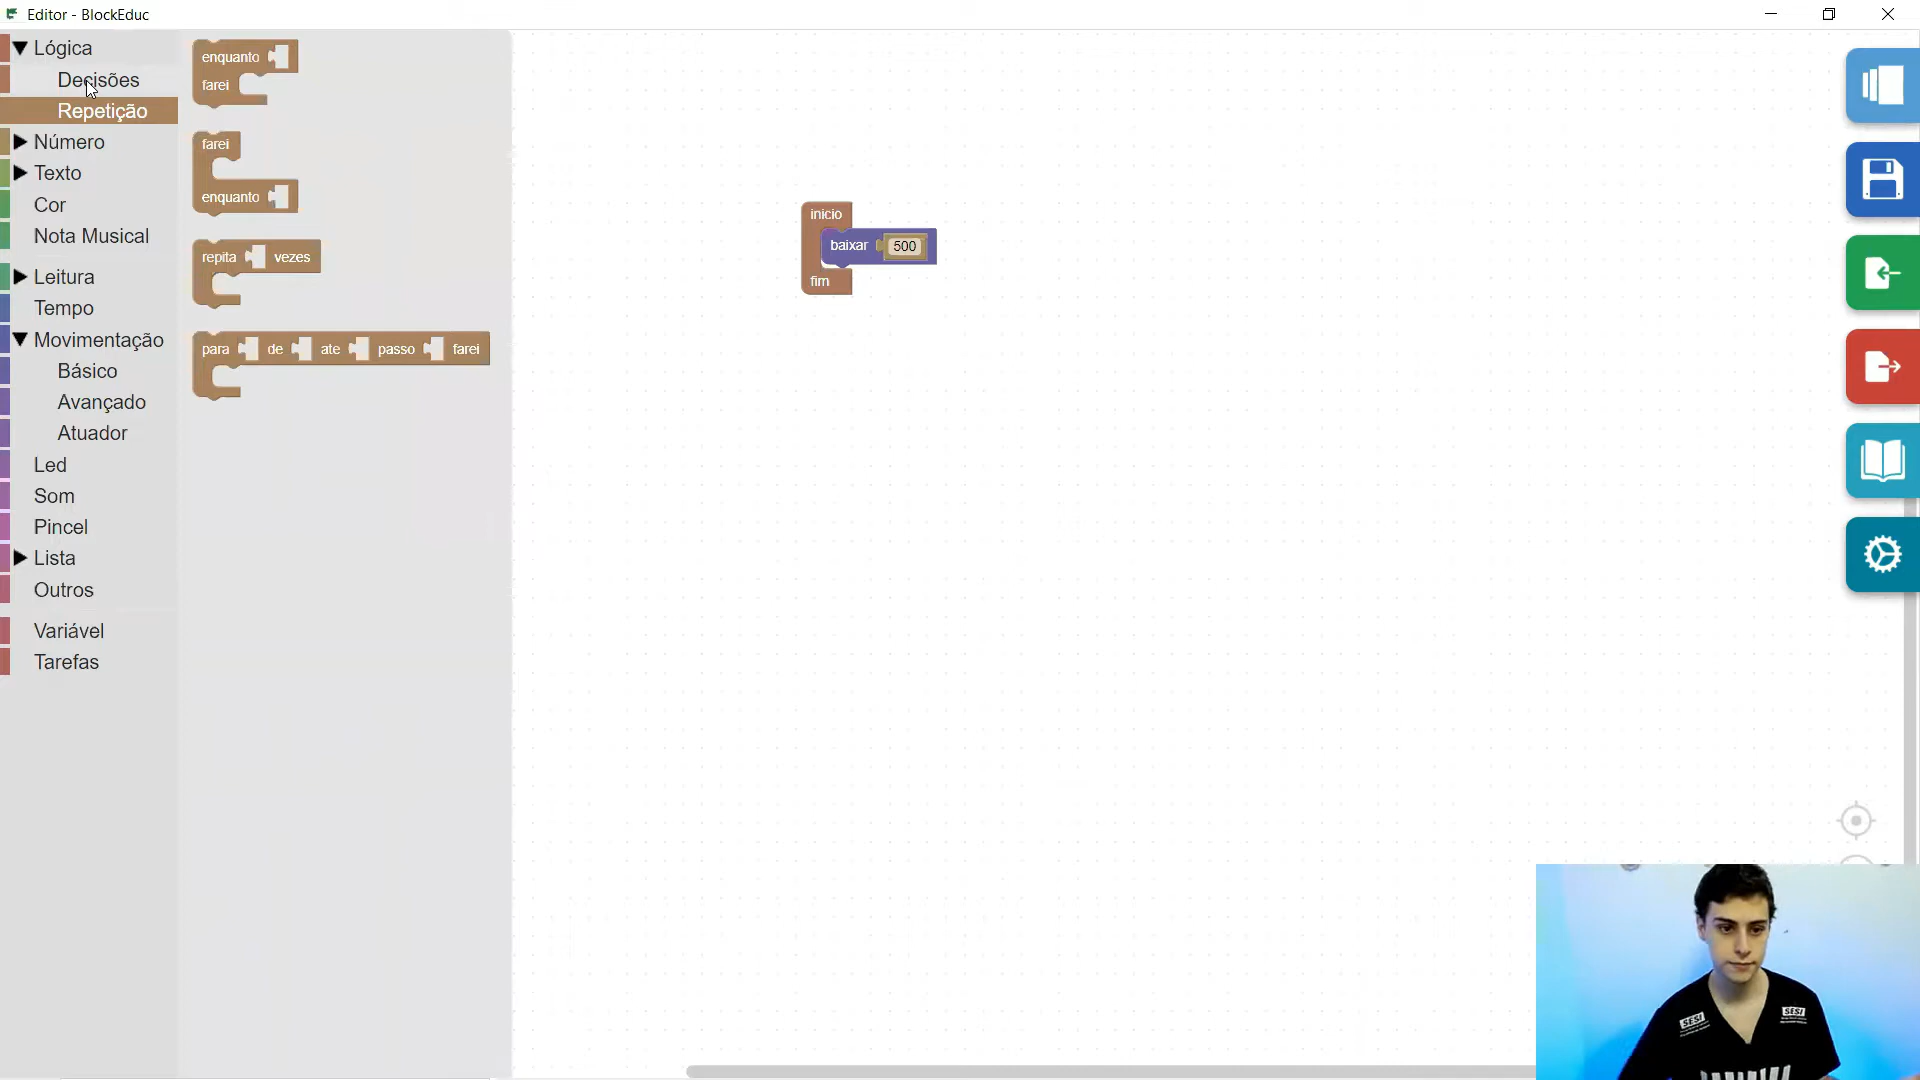 Editor - BlockEduc
Lógica
Decisões
Repetição
Número
Texto
Cor
Nota Musical
Leitura
Tempo
Movimentação
Básico
Avançado
Atuador
Led
Som
Pincel
Lista
Outros
Variável
Tarefas
enquanto
farei
farei
enquanto
repita vezes
para de ate passo farei
inicio
baixar 500
fim
SESI
SESI